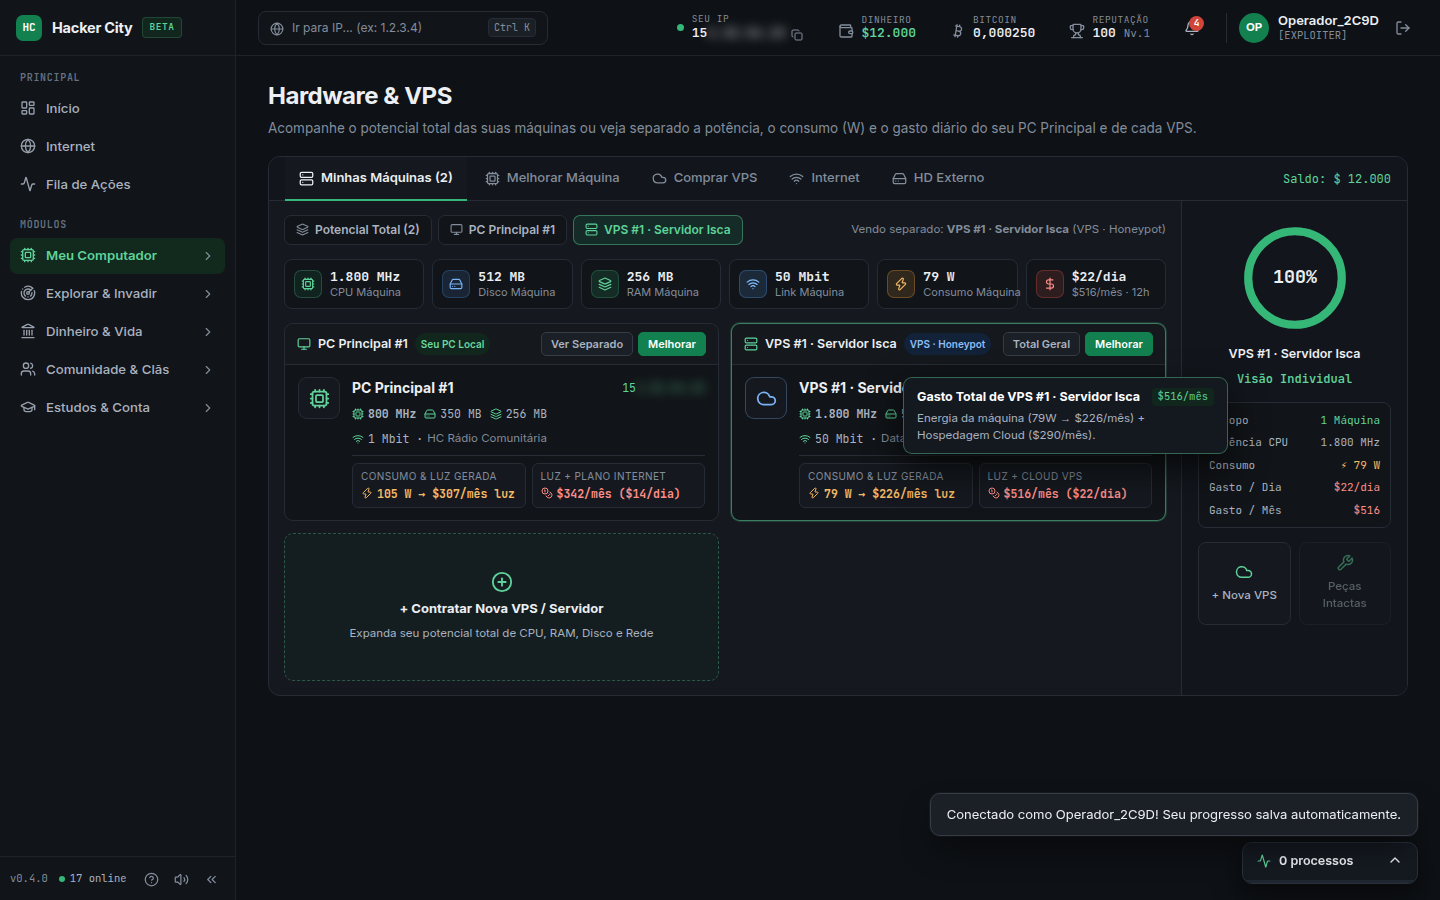 HC Hacker City BETA
Ir para IP... (ex: 1.2.3.4) Ctrl K
SEU IP
15
DINHEIRO
$12.000
BITCOIN
0,000250
REPUTAÇÃO
100 Nv.1
4
OP
Operador_2C9D
[EXPLOITER]
PRINCIPAL
Início
Internet
Fila de Ações
MÓDULOS
Meu Computador
Explorar & Invadir
Dinheiro & Vida
Comunidade & Clãs
Estudos & Conta
v0.4.0 17 online
Hardware & VPS
Acompanhe o potencial total das suas máquinas ou veja separado a potência, o consumo (W) e o gasto diário do seu PC Principal e de cada VPS.
Minhas Máquinas (2) Melhorar Máquina Comprar VPS Internet HD Externo Saldo: $ 12.000
Potencial Total (2) PC Principal #1 VPS #1 · Servidor Isca Vendo separado: VPS #1 · Servidor Isca (VPS · Honeypot)
1.800 MHz
CPU Máquina
512 MB
Disco Máquina
256 MB
RAM Máquina
50 Mbit
Link Máquina
79 W
Consumo Máquina
$22/dia
$516/mês · 12h
PC Principal #1 Seu PC Local Ver Separado Melhorar
PC Principal #1 15
800 MHz 350 MB 256 MB
1 Mbit · HC Rádio Comunitária
CONSUMO & LUZ GERADA
105 W → $307/mês luz
LUZ + PLANO INTERNET
$342/mês ($14/dia)
VPS #1 · Servidor Isca VPS · Honeypot Total Geral Melhorar
VPS #1 · Servid
1.800 MHz
50 Mbit · Data
CONSUMO & LUZ GERADA
79 W → $226/mês luz
LUZ + CLOUD VPS
$516/mês ($22/dia)
Gasto Total de VPS #1 · Servidor Isca $516/mês
Energia da máquina (79W → $226/mês) +
Hospedagem Cloud ($290/mês).
+ Contratar Nova VPS / Servidor
Expanda seu potencial total de CPU, RAM, Disco e Rede
100%
VPS #1 · Servidor Isca
Visão Individual
opo 1 Máquina
ência CPU 1.800 MHz
Consumo 79 W
Gasto / Dia $22/dia
Gasto / Mês $516
+ Nova VPS
Peças
Intactas
Conectado como Operador_2C9D! Seu progresso salva automaticamente.
0 processos